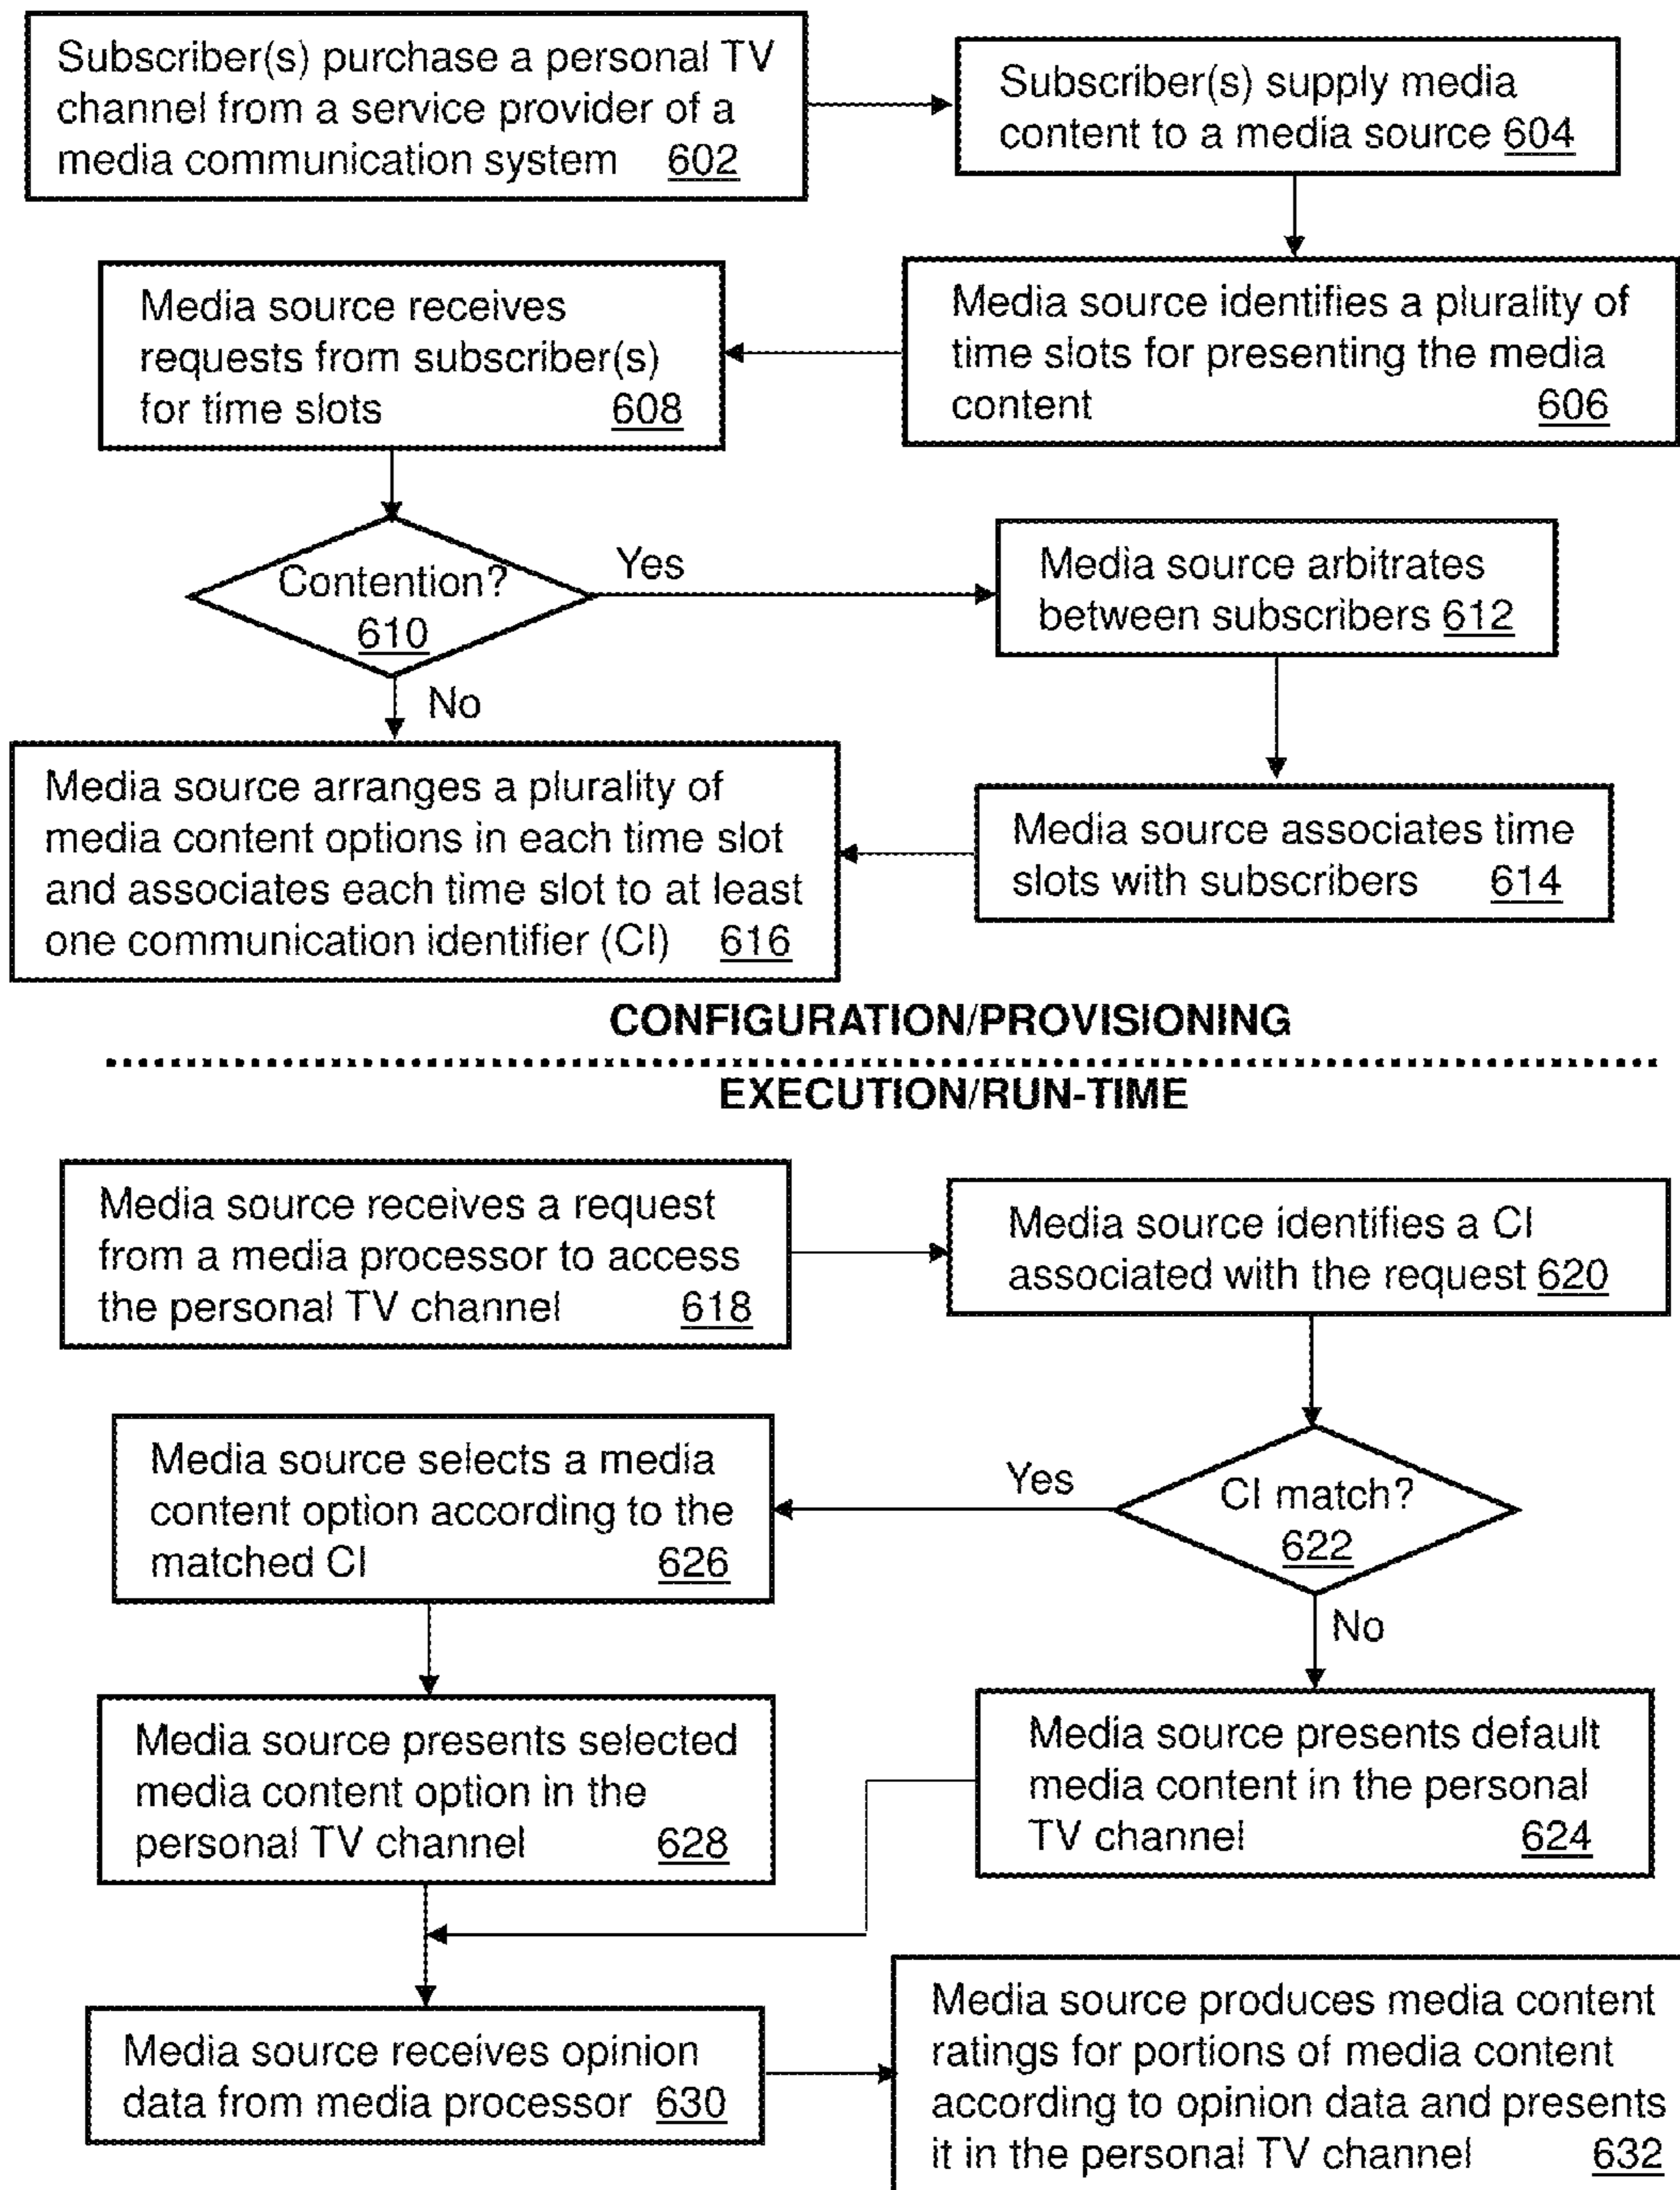 Subscriber(s) purchase a personal TV
channel from a service provider of a
media communication system 602
Subscriber(s) supply media
content to a media source 604
Media source identifies a plurality of
time slots for presenting the media
content 606
Media source receives
requests from subscriber(s)
for time slots 608
Contention?
610
Yes
No
Media source arbitrates
between subscribers 612
Media source associates time
slots with subscribers 614
Media source arranges a plurality of
media content options in each time slot
and associates each time slot to at least
one communication identifier (CI) 616
CONFIGURATION/PROVISIONING
EXECUTION/RUN-TIME
Media source receives a request
from a media processor to access
the personal TV channel 618
Media source identifies a CI
associated with the request 620
CI match?
622
Yes
No
Media source selects a media
content option according to the
matched CI 626
Media source presents selected
media content option in the
personal TV channel 628
Media source presents default
media content in the personal
TV channel 624
Media source receives opinion
data from media processor 630
Media source produces media content
ratings for portions of media content
according to opinion data and presents
it in the personal TV channel 632